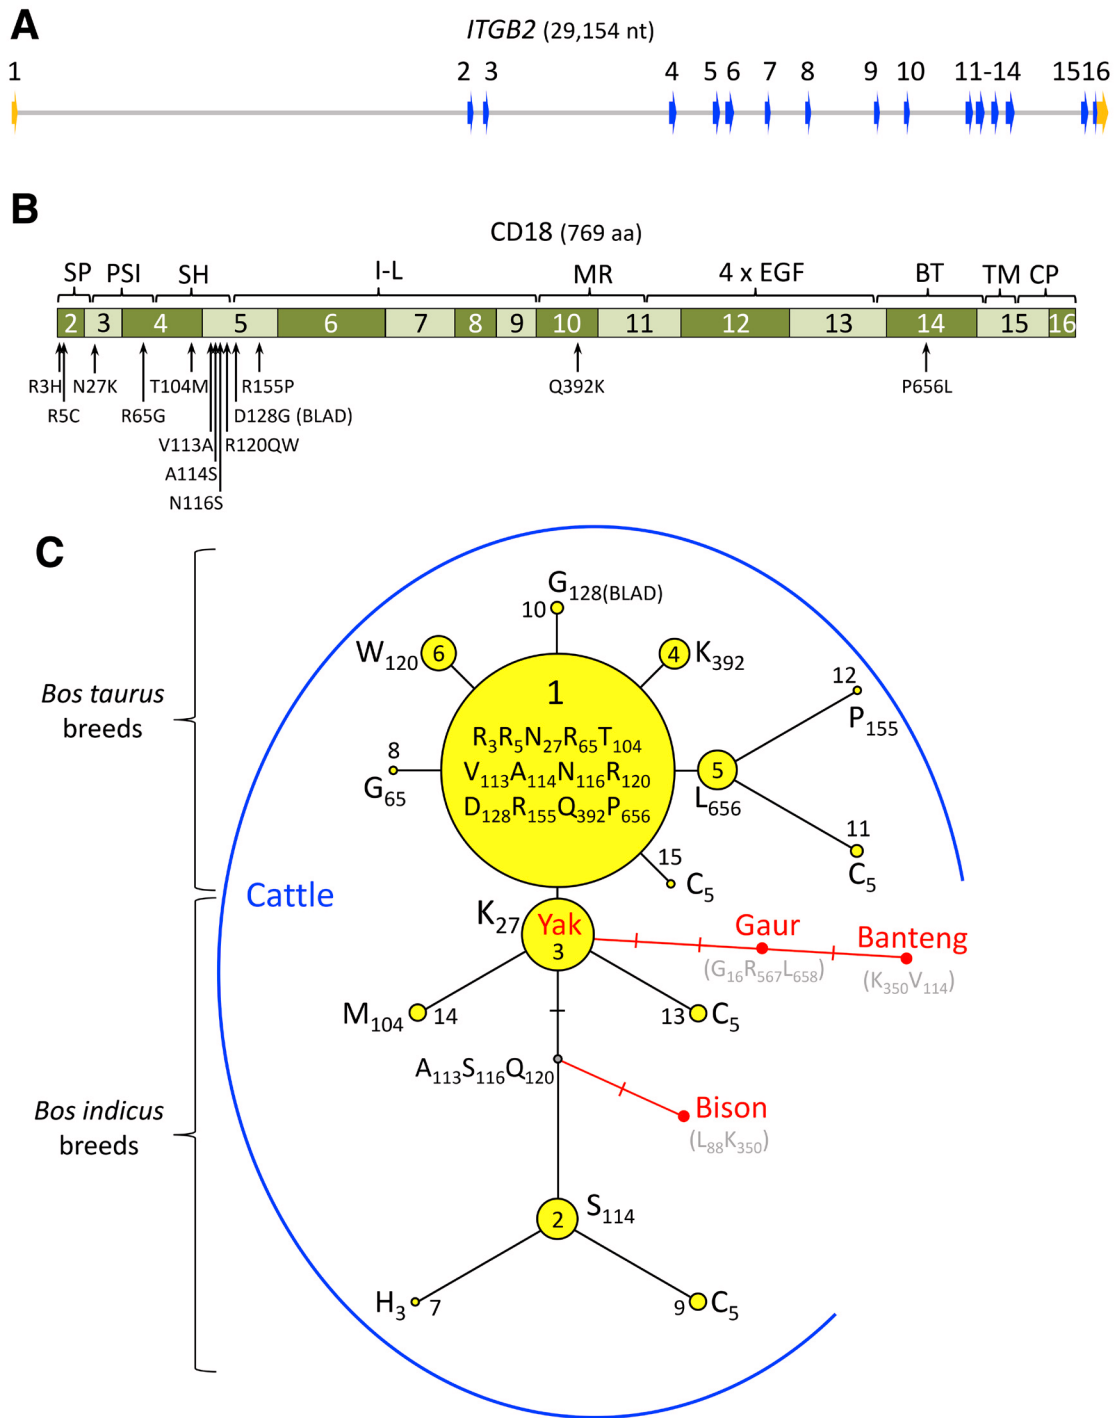 A
ITGB2 (29,154 nt)
1 2 3 4 5 6 7 8 9 10 11-14 15 16
B
CD18 (769 aa)
SP PSI SH I-L MR 4 x EGF BT TM CP
2 3 4 5 6 7 8 9 10 11 12 13 14 15 16
R3H N27K T104M R155P Q392K P656L
R5C R65G D128G (BLAD)
V113A R120QW
A114S
N116S
C
G128(BLAD)
10
W120 6 4 K392
1
12
P155
Bos taurus
breeds
R3R5N27R65T104
V113A114N116R120
D128R155Q392P656
8
G65
5
L656
11
C5
15
C5
Cattle
K27 Yak
3
Gaur
(G16R567L658)
Banteng
(K350V114)
M104 14 13 C5
A113S116Q120
Bison
(L88K350)
Bos indicus
breeds
2 S114
H3 7 9 C5